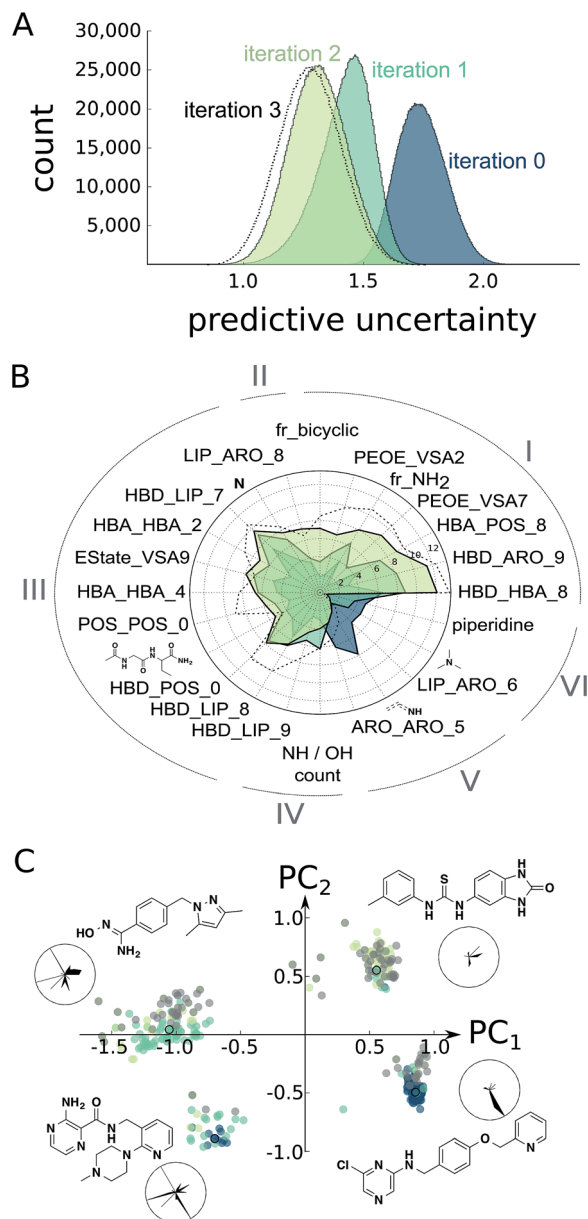 A
30,000
25,000
20,000
15,000
10,000
5,000
count
iteration 2
iteration 1
iteration 3
iteration 0
1.0
1.5
2.0
predictive uncertainty
B
II
I
fr_bicyclic
LIP_ARO_8
PEOE_VSA2
N
fr_NH2
HBD_LIP_7
PEOE_VSA7
HBA_HBA_2
HBA_POS_8
EState_VSA9
HBD_ARO_9
III
HBA_HBA_4
HBD_HBA_8
2
4
6
8
10
12
POS_POS_0
piperidine
O
H
N
O
N
H
O
NH2
N
VI
HBD_POS_0
LIP_ARO_6
HBD_LIP_8
NH
HBD_LIP_9
ARO_ARO_5
NH / OH
count
V
IV
C
PC2
1.0
0.5
-0.5
-1.0
-1.5
-1.0
-0.5
0.5
1.0
PC1
HO
N
NH2
N
N
S
N
H
N
H
H
N
N
H
O
NH2
O
N
N
N
H
N
N
N
Cl
N
N
H
N
O
N